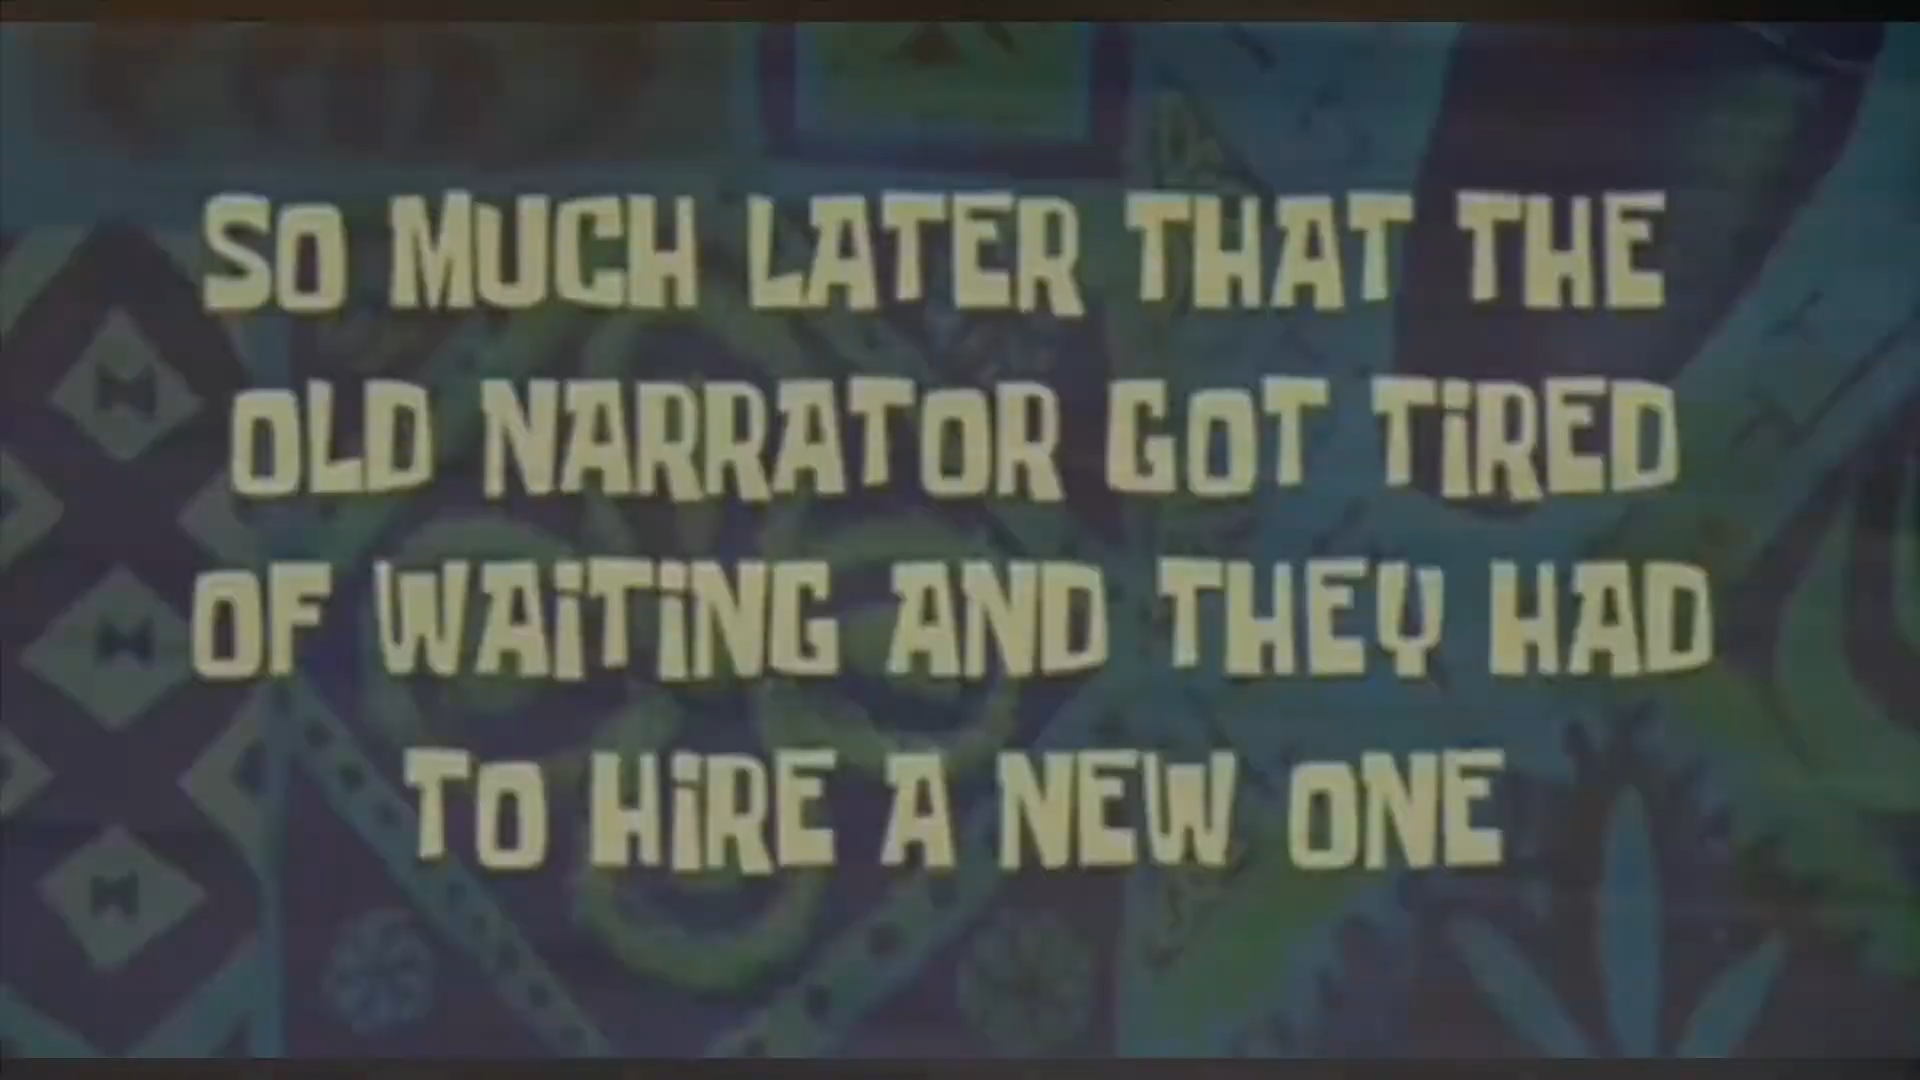 SO MUCH LATER THAT THE
OLD NARRATOR GOT TiRED
OF WAiTiNG AND THEY HAD
TO HiRE A NEW ONE